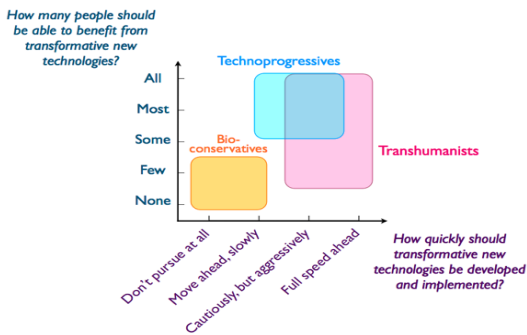 How many people should
be able to benefit from
transformative new
technologies?
Technoprogressives
All
Most
Some
Few
None
Bio-
conservatives
Transhumanists
Don't pursue at all
Move ahead, slowly
Cautiously, but aggressively
Full speed ahead
How quickly should
transformative new
technologies be developed
and implemented?